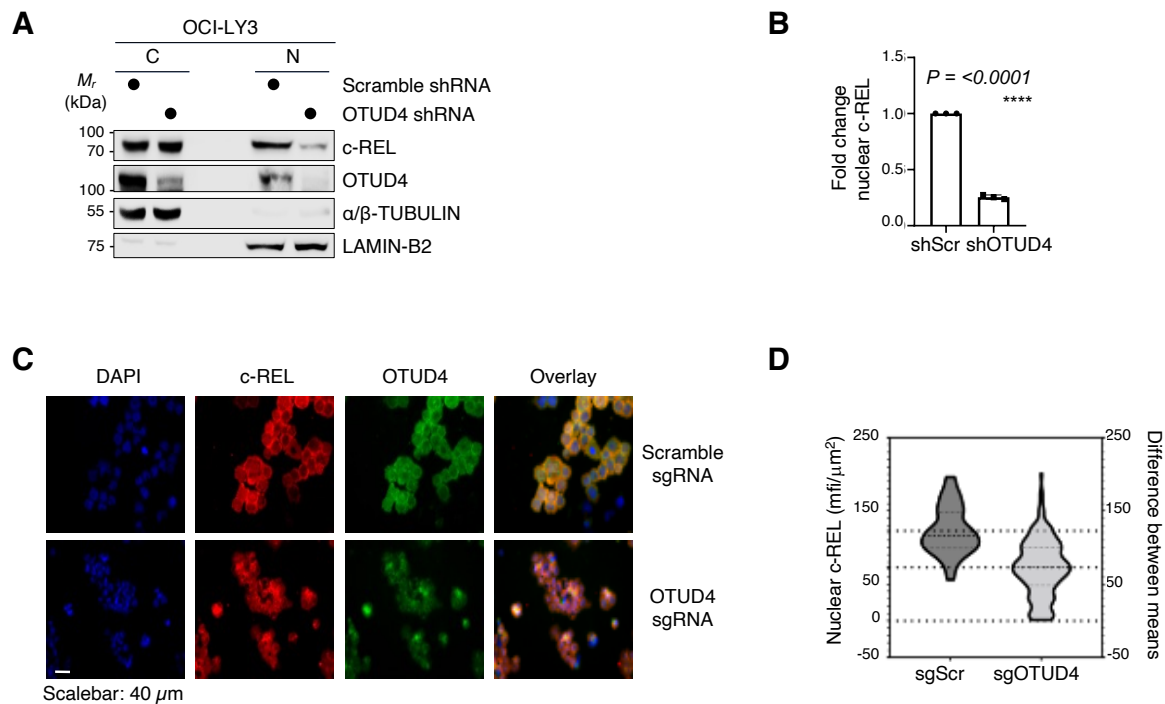 A
OCI-LY3
C N
Mr
(kDa)
Scramble shRNA
OTUD4 shRNA
100
70
c-REL
100
OTUD4
55
α/β-TUBULIN
75
LAMIN-B2
B
Fold change
nuclear c-REL
1.5
1.0
0.5
0.0
P = <0.0001
****
shScr shOTUD4
C
DAPI c-REL OTUD4 Overlay
Scramble
sgRNA
OTUD4
sgRNA
Scalebar: 40 µm
D
Nuclear c-REL (mfi/µm²)
250
150
50
0
-50
250
150
50
-50
Difference between means
sgScr sgOTUD4